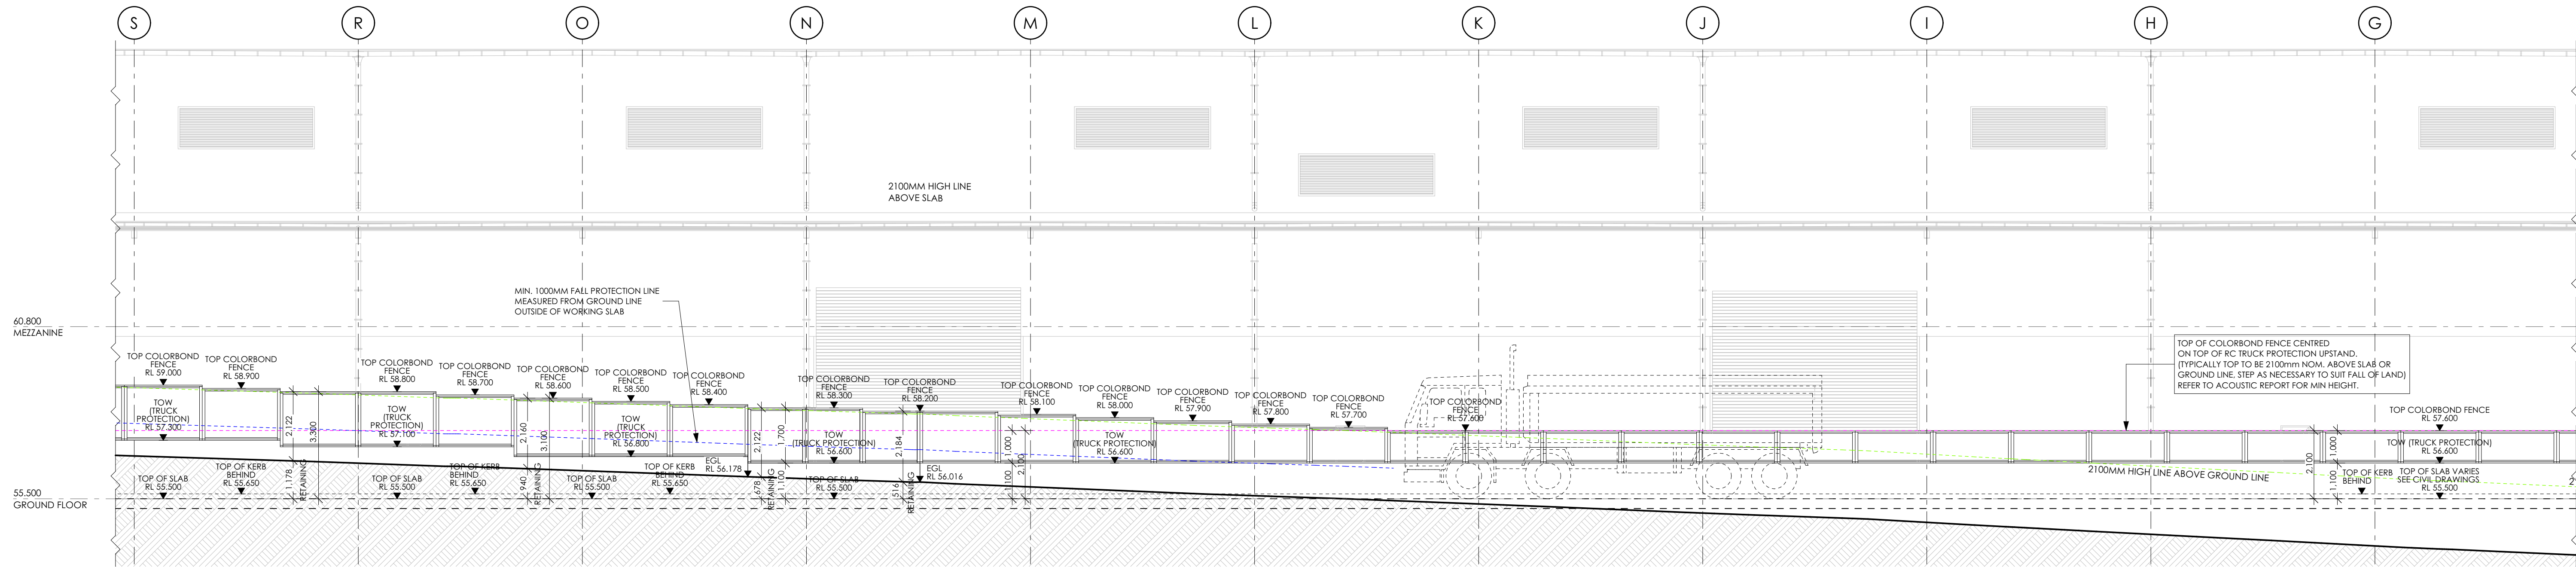 S
R
O
N
M
L
K
J
I
H
G
2100MM HIGH LINE
ABOVE SLAB
MIN. 1000MM FALL PROTECTION LINE
MEASURED FROM GROUND LINE
OUTSIDE OF WORKING SLAB
60.800
MEZZANINE
TOP OF COLORBOND FENCE CENTRED
ON TOP OF RC TRUCK PROTECTION UPSTAND.
(TYPICALLY TOP TO BE 2100mm NOM. ABOVE SLAB OR
GROUND LINE, STEP AS NECESSARY TO SUIT FALL OF LAND)
REFER TO ACOUSTIC REPORT FOR MIN HEIGHT.
TOP COLORBOND
FENCE
RL 59.000
TOP COLORBOND
FENCE
RL 58.900
TOP COLORBOND
FENCE
RL 58.800
TOP COLORBOND
FENCE
RL 58.700
TOP COLORBOND
FENCE
RL 58.600
TOP COLORBOND
FENCE
RL 58.500
TOP COLORBOND
FENCE
RL 58.400
TOP COLORBOND
FENCE
RL 58.300
TOP COLORBOND
FENCE
RL 58.200
TOP COLORBOND
FENCE
RL 58.100
TOP COLORBOND
FENCE
RL 58.000
TOP COLORBOND
FENCE
RL 57.900
TOP COLORBOND
FENCE
RL 57.800
TOP COLORBOND
FENCE
RL 57.700
TOP COLORBOND
FENCE
RL 57.600
TOP COLORBOND FENCE
RL 57.600
TOW
(TRUCK
PROTECTION)
RL 57.300
2,122
3,300
TOW
(TRUCK
PROTECTION)
RL 57.100
2,160
3,100
TOW
(TRUCK
PROTECTION)
RL 56.800
2,122
1,700
TOW
(TRUCK PROTECTION)
RL 56.600
2,184
1,000
2,100
TOW
(TRUCK PROTECTION)
RL 56.600
2,100
1,000
TOW (TRUCK PROTECTION)
RL 56.600
55.500
GROUND FLOOR
TOP OF SLAB
RL 55.500
TOP OF KERB
BEHIND
RL 55.650
1,178
RETAINING
TOP OF SLAB
RL 55.500
TOP OF KERB
BEHIND
RL 55.650
940
RETAINING
TOP OF SLAB
RL 55.500
TOP OF KERB
BEHIND
RL 55.650
EGL
RL 56.178
678
RETAINING
1,100
TOP OF SLAB
RL 55.500
516
RETAINING
EGL
RL 56.016
1,100
2100MM HIGH LINE ABOVE GROUND LINE
1,100
TOP OF KERB
BEHIND
TOP OF SLAB VARIES
SEE CIVIL DRAWINGS
RL 55.500